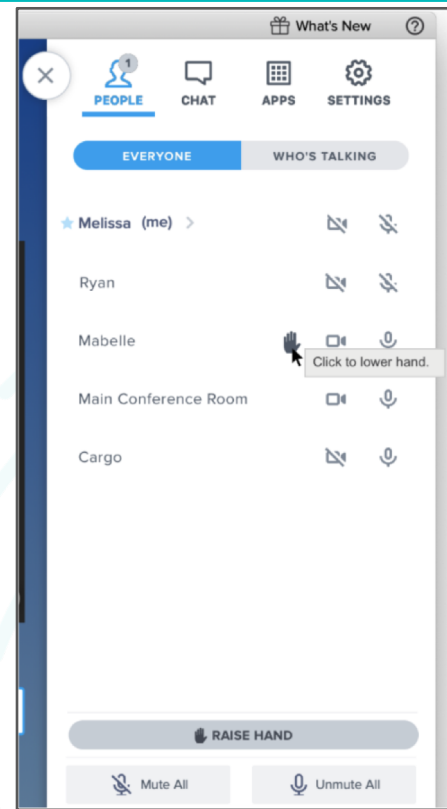 What's New
1
PEOPLE CHAT APPS SETTINGS
EVERYONE WHO'S TALKING
Melissa (me)
Ryan
Mabelle
Click to lower hand.
Main Conference Room
Cargo
RAISE HAND
Mute All Unmute All